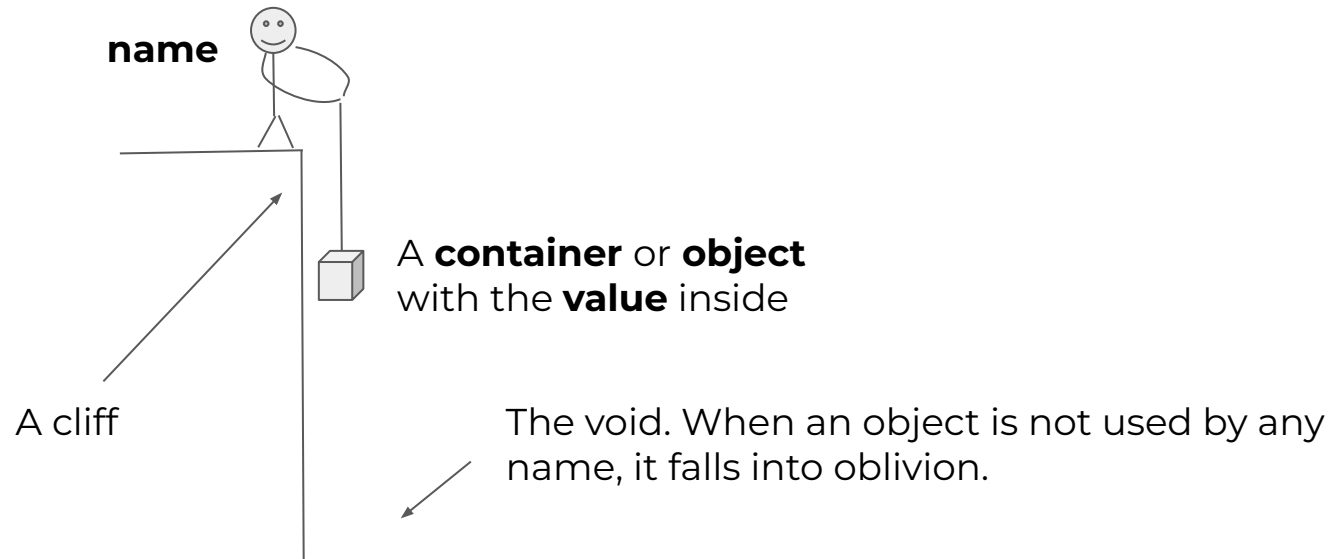 name
A container or object
with the value inside
A cliff
The void. When an object is not used by any
name, it falls into oblivion.